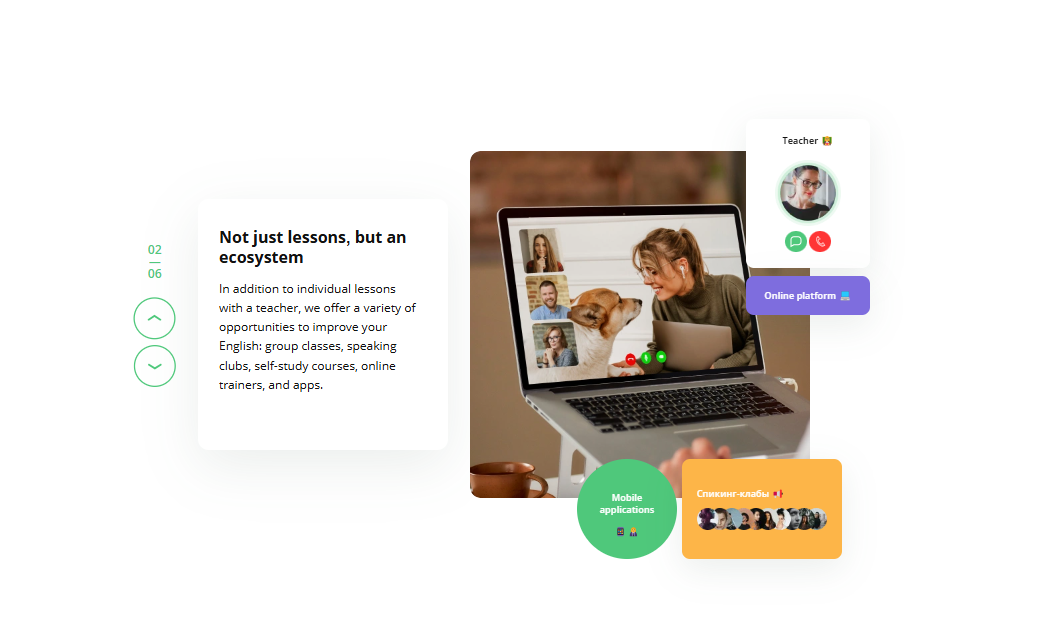 02
06
Not just lessons, but an
ecosystem
In addition to individual lessons
with a teacher, we offer a variety of
opportunities to improve your
English: group classes, speaking
clubs, self-study courses, online
trainers, and apps.
Teacher
Online platform
Mobile
applications
Спикинг-клабы